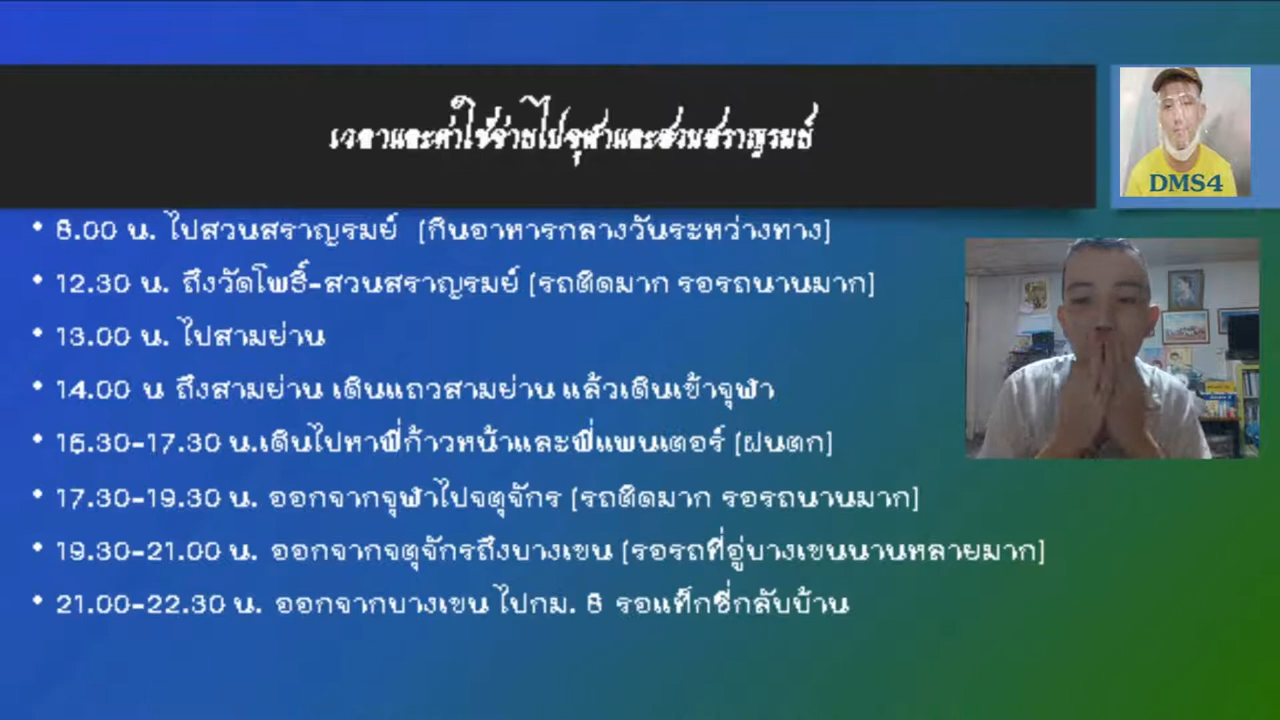 เวลาและค่าใช้จ่ายไปจุฬาและสวนสราญรมย์
DMS4
• 8.00 น. ไปสวนสราญรมย์ [กินอาหารกลางวันระหว่างทาง]
• 12.30 น. ถึงวัดโพธิ์-สวนสราญรมย์ [รถติดมาก รอรถนานมาก]
• 13.00 น. ไปสามย่าน
• 14.00 น ถึงสามย่าน เดินแถวสามย่าน แล้วเดินเข้าจุฬา
• 15.30-17.30 น.เดินไปหาพี่ก้าวหน้าและพี่แพนเตอร์ [ฝนตก]
• 17.30-19.30 น. ออกจากจุฬาไปจตุจักร [รถติดมาก รอรถนานมาก]
• 19.30-21.00 น. ออกจากจตุจักรถึงบางเขน [รอรถที่อู่บางเขนนานหลายมาก]
• 21.00-22.30 น. ออกจากบางเขน ไปกม. 8 รอแท็กซี่กลับบ้าน